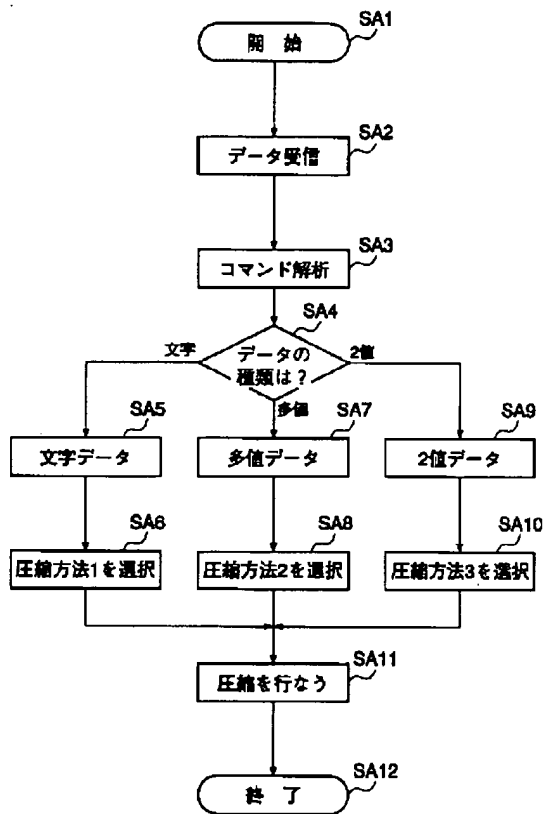 SA1
開 始
SA2
データ受信
SA3
コマンド解析
SA4
文字
データの
種類は？
2値
多値
SA5
文字データ
SA7
多値データ
SA9
2値データ
SA6
圧縮方法1を選択
SA8
圧縮方法2を選択
SA10
圧縮方法3を選択
SA11
圧縮を行なう
SA12
終 了